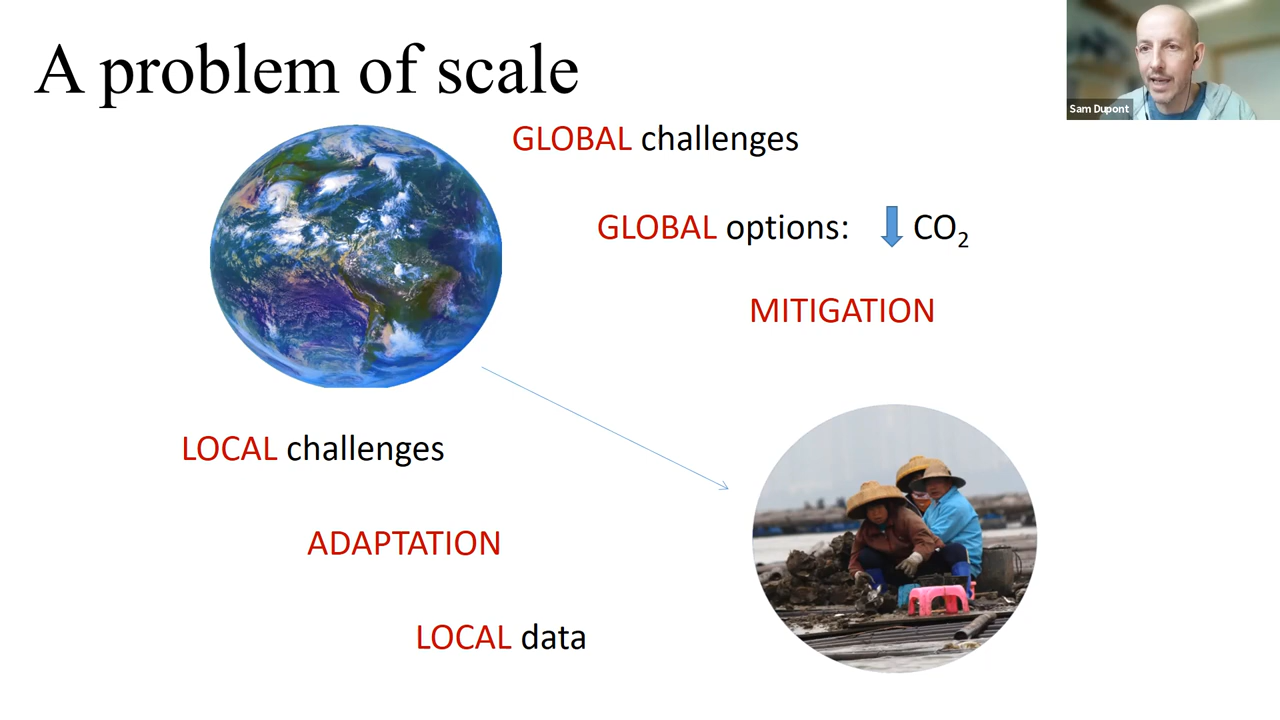 A problem of scale
Sam Dupont
GLOBAL challenges
GLOBAL options: CO₂
MITIGATION
LOCAL challenges
ADAPTATION
LOCAL data